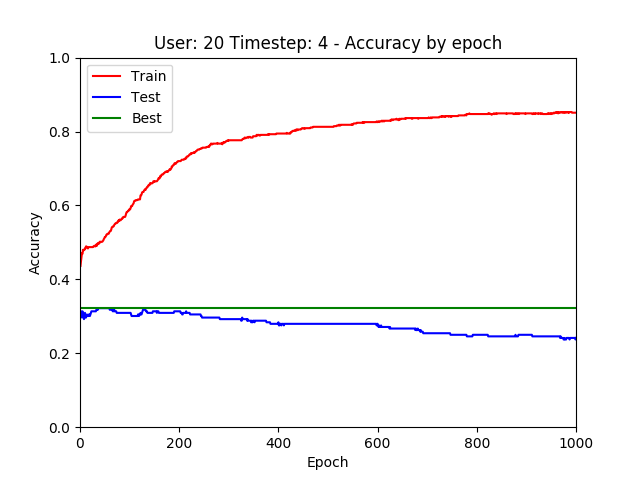 User: 20 Timestep: 4 - Accuracy by epoch
Train
Test
Best
Accuracy
1.0
0.8
0.6
0.4
0.2
0.0
0 200 400 600 800 1000
Epoch